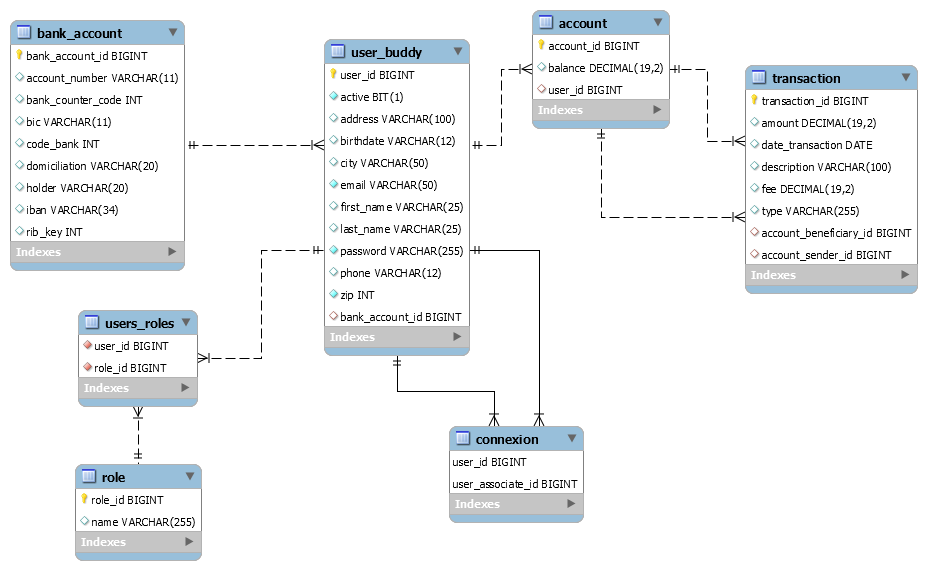 bank_account
bank_account_id BIGINT
account_number VARCHAR(11)
bank_counter_code INT
bic VARCHAR(11)
code_bank INT
domiciliation VARCHAR(20)
holder VARCHAR(20)
iban VARCHAR(34)
rib_key INT
Indexes
user_buddy
user_id BIGINT
active BIT(1)
address VARCHAR(100)
birthdate VARCHAR(12)
city VARCHAR(50)
email VARCHAR(50)
first_name VARCHAR(25)
last_name VARCHAR(25)
password VARCHAR(255)
phone VARCHAR(12)
zip INT
bank_account_id BIGINT
Indexes
account
account_id BIGINT
balance DECIMAL(19,2)
user_id BIGINT
Indexes
transaction
transaction_id BIGINT
amount DECIMAL(19,2)
date_transaction DATE
description VARCHAR(100)
fee DECIMAL(19,2)
type VARCHAR(255)
account_beneficiary_id BIGINT
account_sender_id BIGINT
Indexes
users_roles
user_id BIGINT
role_id BIGINT
Indexes
role
role_id BIGINT
name VARCHAR(255)
Indexes
connexion
user_id BIGINT
user_associate_id BIGINT
Indexes